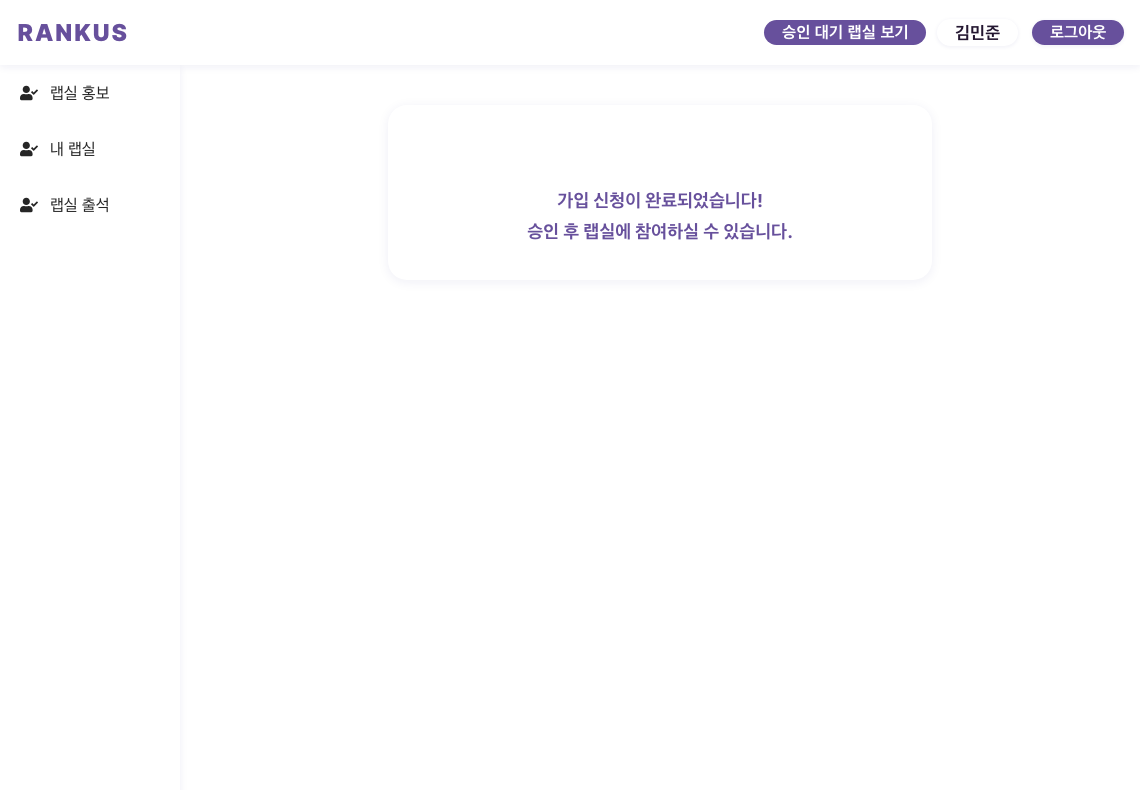 RANKUS
승인 대기 랩실 보기
김민준
로그아웃
랩실 홍보
내 랩실
랩실 출석
가입 신청이 완료되었습니다!
승인 후 랩실에 참여하실 수 있습니다.